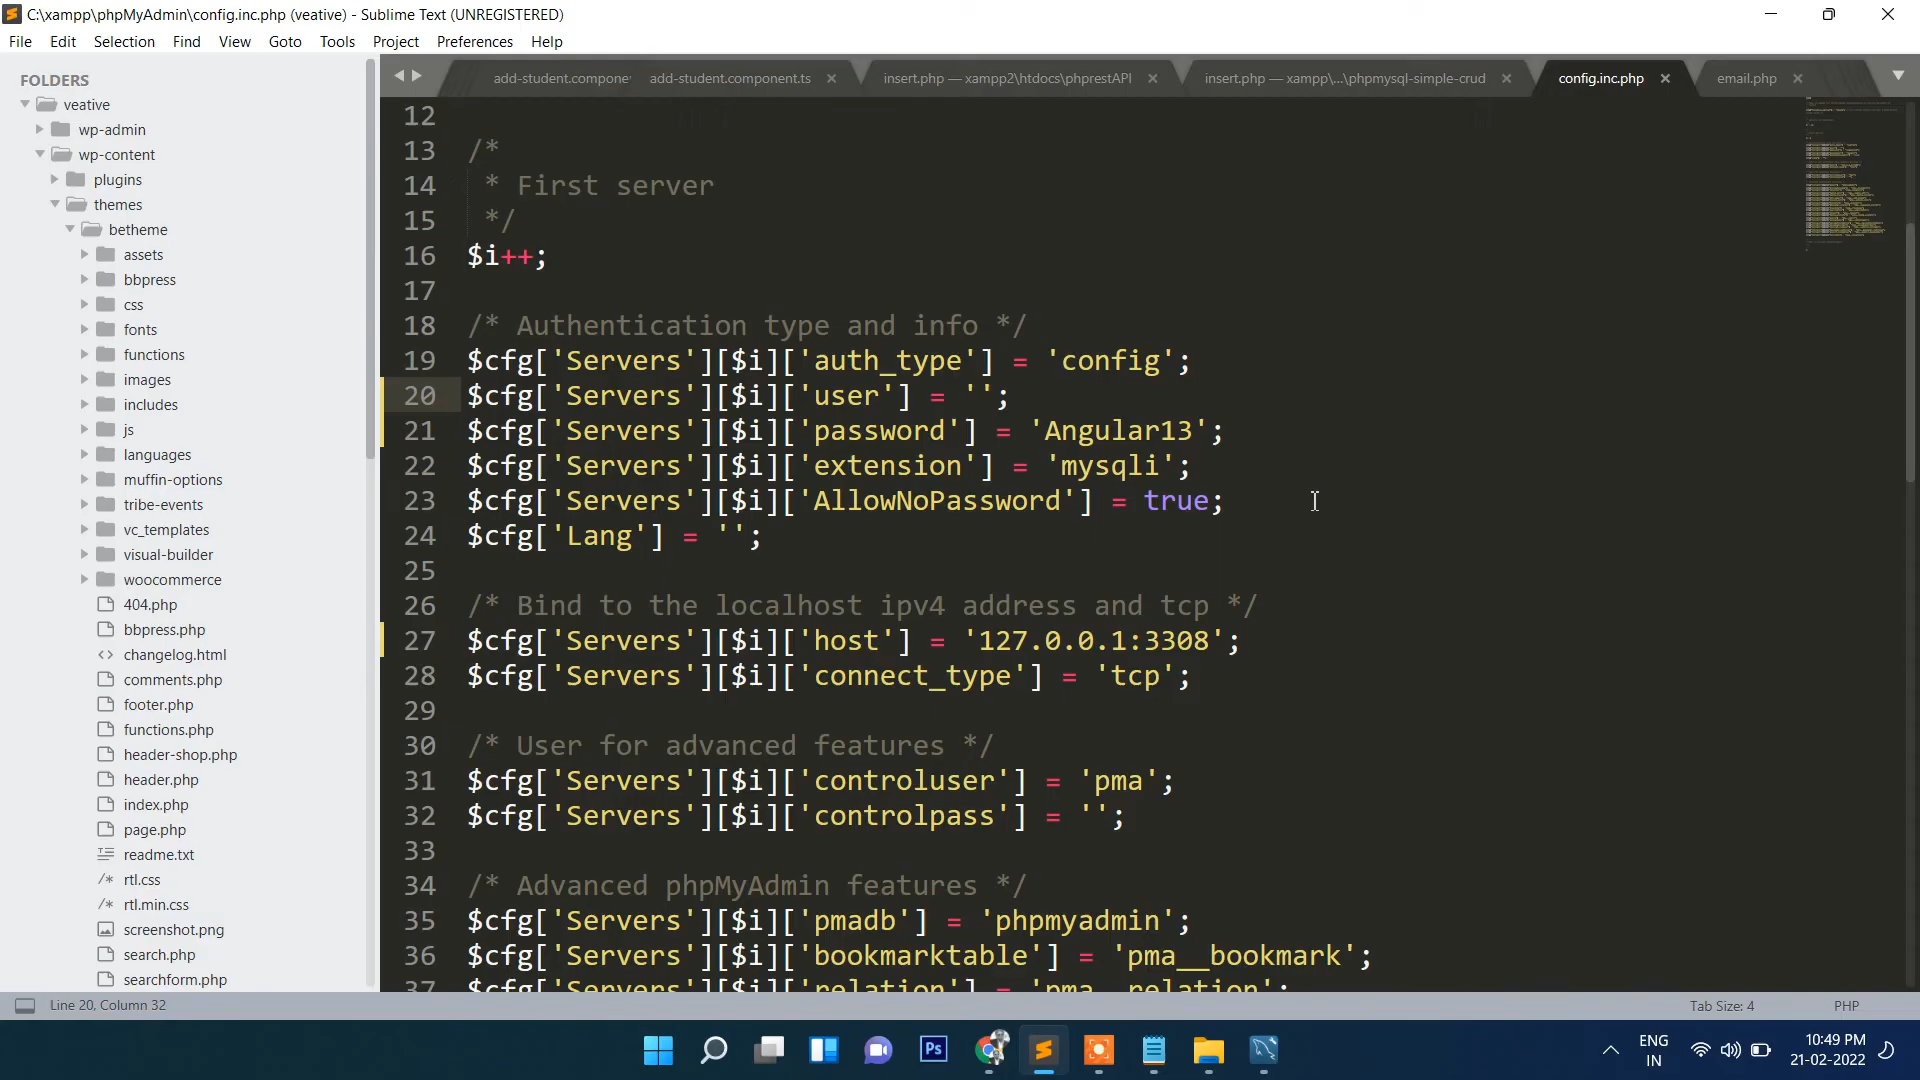 C:\xampp\phpMyAdmin\config.inc.php (veative) - Sublime Text (UNREGISTERED)
File Edit Selection Find View Goto Tools Project Preferences Help
add-student.compone add-student.component.ts insert.php — xampp2\htdocs\phprestAPI insert.php — xampp\...\phpmysql-simple-crud config.inc.php email.php
FOLDERS
veative
wp-admin
wp-content
plugins
themes
betheme
assets
bbpress
css
fonts
functions
images
includes
js
languages
muffin-options
tribe-events
vc_templates
visual-builder
woocommerce
404.php
bbpress.php
changelog.html
comments.php
footer.php
functions.php
header-shop.php
header.php
index.php
page.php
readme.txt
rtl.css
rtl.min.css
screenshot.png
search.php
searchform.php
12
13 /*
14  * First server
15  */
16 $i++;
17
18 /* Authentication type and info */
19 $cfg['Servers'][$i]['auth_type'] = 'config';
20 $cfg['Servers'][$i]['user'] = '';
21 $cfg['Servers'][$i]['password'] = 'Angular13';
22 $cfg['Servers'][$i]['extension'] = 'mysqli';
23 $cfg['Servers'][$i]['AllowNoPassword'] = true;
24 $cfg['Lang'] = '';
25
26 /* Bind to the localhost ipv4 address and tcp */
27 $cfg['Servers'][$i]['host'] = '127.0.0.1:3308';
28 $cfg['Servers'][$i]['connect_type'] = 'tcp';
29
30 /* User for advanced features */
31 $cfg['Servers'][$i]['controluser'] = 'pma';
32 $cfg['Servers'][$i]['controlpass'] = '';
33
34 /* Advanced phpMyAdmin features */
35 $cfg['Servers'][$i]['pmadb'] = 'phpmyadmin';
36 $cfg['Servers'][$i]['bookmarktable'] = 'pma__bookmark';
37 $cfg['Servers'][$i]['relation'] = 'pma__relation';
Line 20, Column 32 Tab Size: 4 PHP
Ps
ENG
IN
10:49 PM
21-02-2022